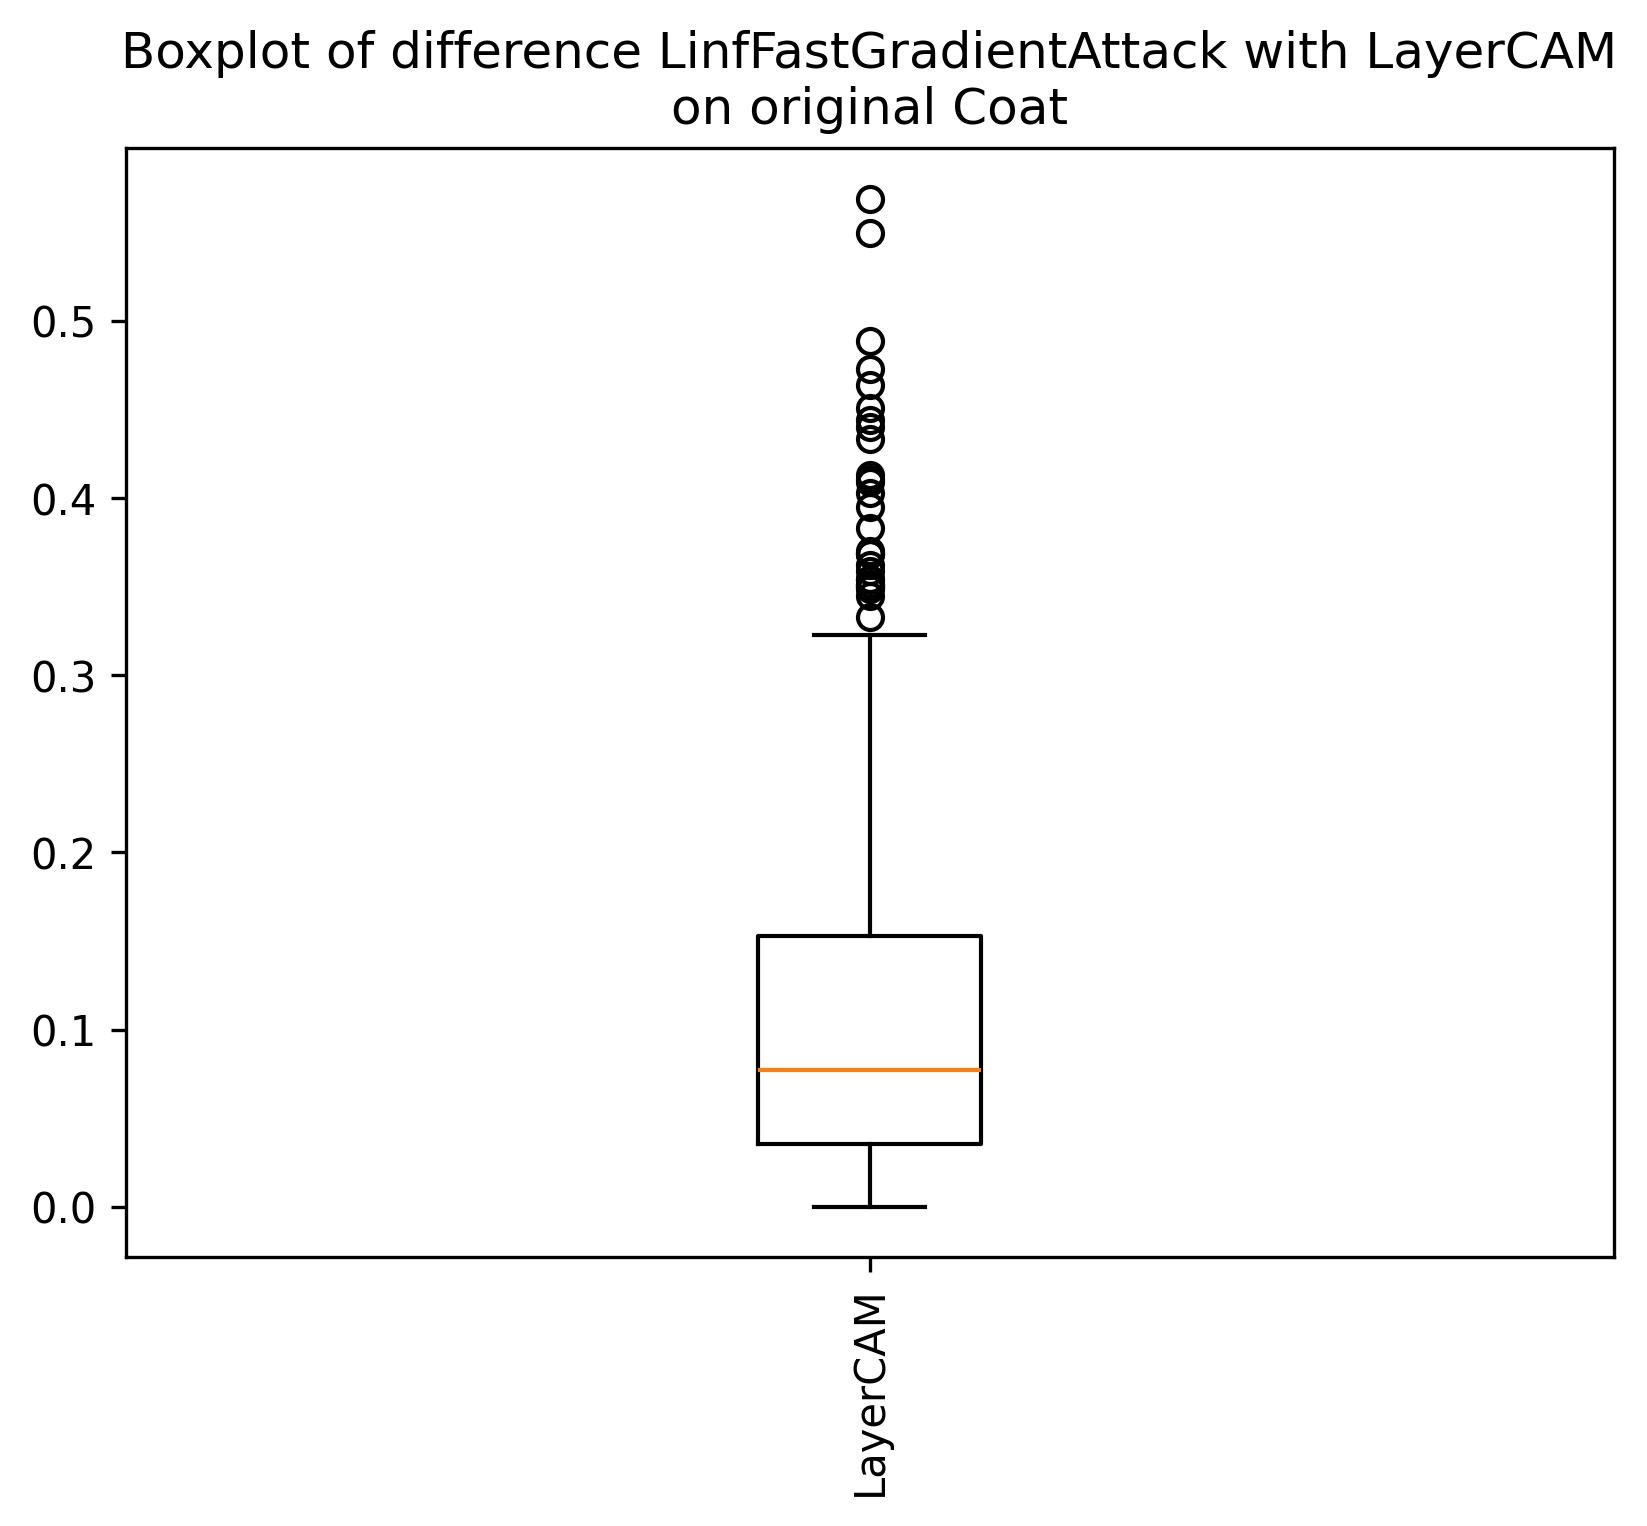 Boxplot of difference LinfFastGradientAttack with LayerCAM
on original Coat
0.5
0.4
0.3
0.2
0.1
0.0
LayerCAM